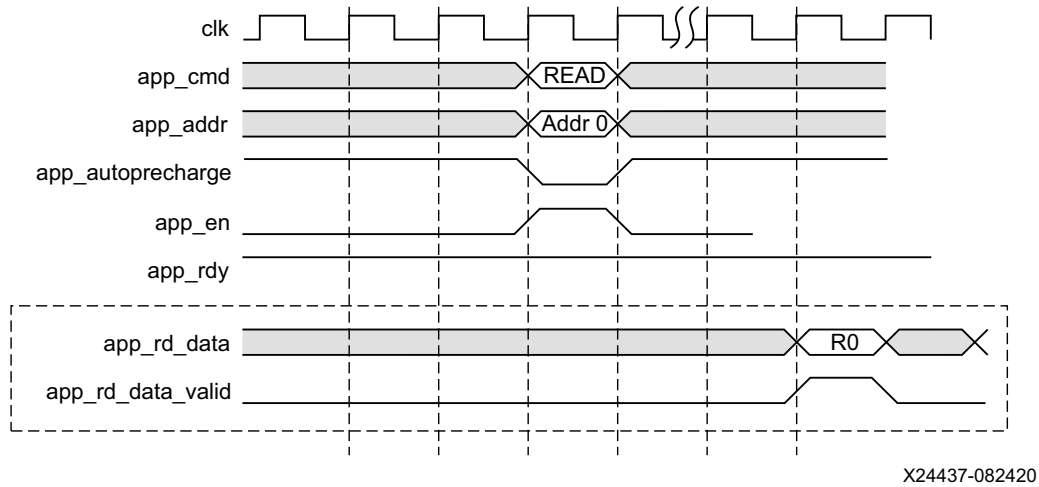 clk
app_cmd
READ
app_addr
Addr 0
app_autoprecharge
app_en
app_rdy
app_rd_data
R0
app_rd_data_valid
X24437-082420